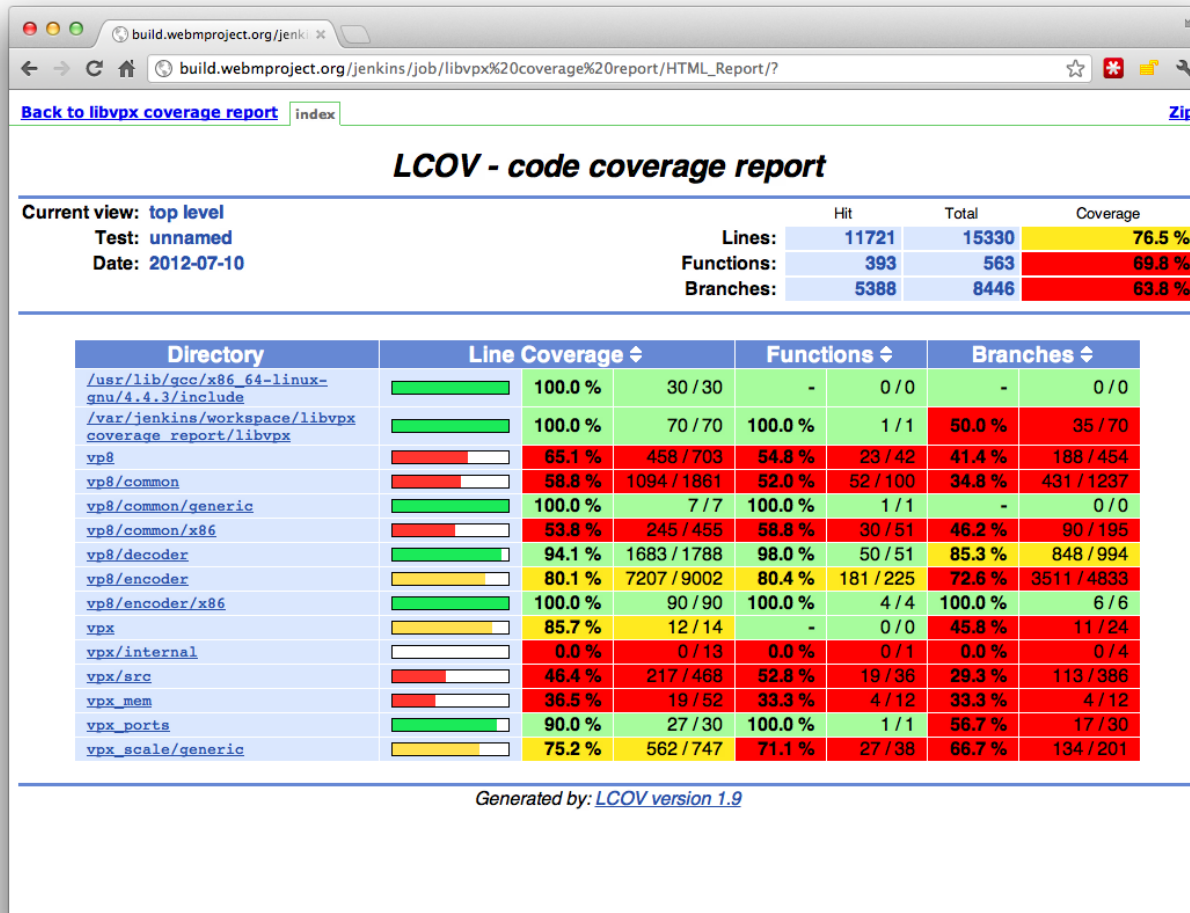 build.webmproject.org/jenki
build.webmproject.org/jenkins/job/libvpx%20coverage%20report/HTML_Report/?
Back to libvpx coverage report index Zip
LCOV - code coverage report
Current view: top level Hit Total Coverage
Test: unnamed Lines: 11721 15330 76.5 %
Date: 2012-07-10 Functions: 393 563 69.8 %
Branches: 5388 8446 63.8 %
Directory Line Coverage Functions Branches
/usr/lib/gcc/x86_64-linux-
gnu/4.4.3/include 100.0 % 30 / 30 - 0 / 0 - 0 / 0
/var/jenkins/workspace/libvpx
coverage report/libvpx 100.0 % 70 / 70 100.0 % 1 / 1 50.0 % 35 / 70
vp8 65.1 % 458 / 703 54.8 % 23 / 42 41.4 % 188 / 454
vp8/common 58.8 % 1094 / 1861 52.0 % 52 / 100 34.8 % 431 / 1237
vp8/common/generic 100.0 % 7 / 7 100.0 % 1 / 1 - 0 / 0
vp8/common/x86 53.8 % 245 / 455 58.8 % 30 / 51 46.2 % 90 / 195
vp8/decoder 94.1 % 1683 / 1788 98.0 % 50 / 51 85.3 % 848 / 994
vp8/encoder 80.1 % 7207 / 9002 80.4 % 181 / 225 72.6 % 3511 / 4833
vp8/encoder/x86 100.0 % 90 / 90 100.0 % 4 / 4 100.0 % 6 / 6
vpx 85.7 % 12 / 14 - 0 / 0 45.8 % 11 / 24
vpx/internal 0.0 % 0 / 13 0.0 % 0 / 1 0.0 % 0 / 4
vpx/src 46.4 % 217 / 468 52.8 % 19 / 36 29.3 % 113 / 386
vpx_mem 36.5 % 19 / 52 33.3 % 4 / 12 33.3 % 4 / 12
vpx_ports 90.0 % 27 / 30 100.0 % 1 / 1 56.7 % 17 / 30
vpx_scale/generic 75.2 % 562 / 747 71.1 % 27 / 38 66.7 % 134 / 201
Generated by: LCOV version 1.9